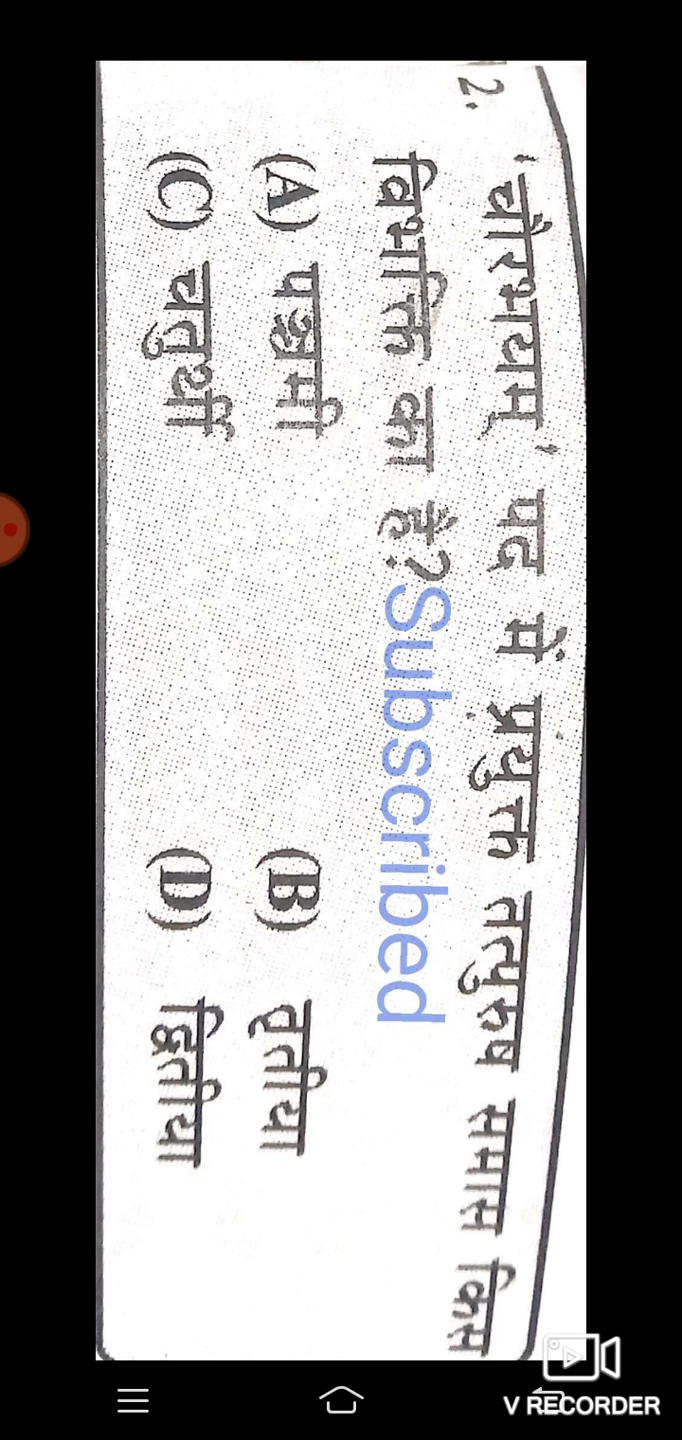 2. 'चौरभयम्' पद में प्रयुक्त तत्पुरुष समास किस
विभक्ति का है?Subscribed
(A) पञ्चमी (B) तृतीया
(C) चतुर्थी (D) द्वितीया
V RECORDER